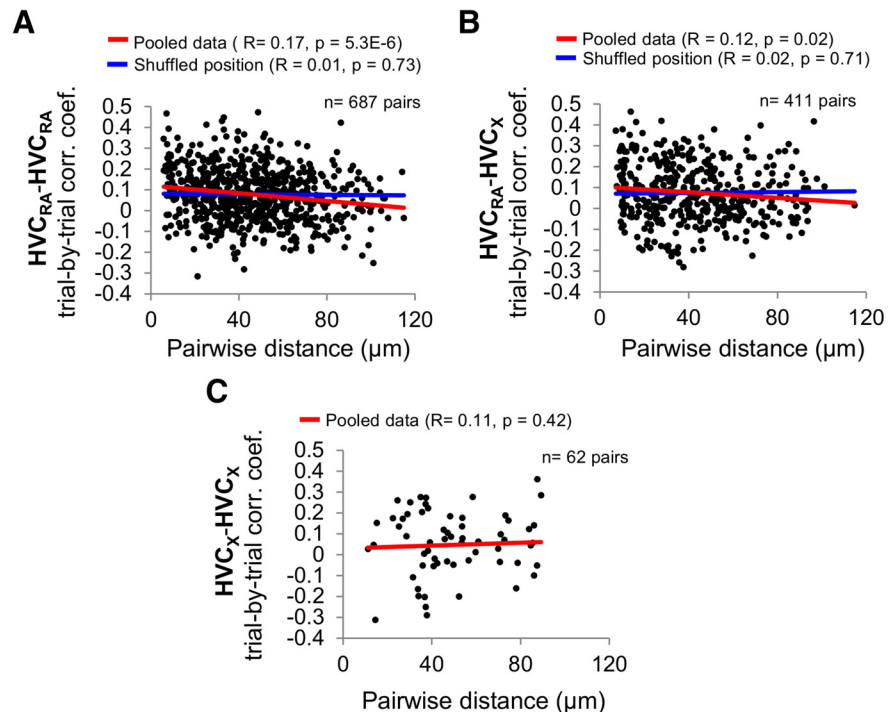 A
Pooled data ( R= 0.17, p = 5.3E-6)
Shuffled position (R = 0.01, p = 0.73)
n= 687 pairs
HVCRA-HVCRA
trial-by-trial corr. coef.
0.5
0.4
0.3
0.2
0.1
0
-0.1
-0.2
-0.3
-0.4
0 40 80 120
Pairwise distance (µm)
B
Pooled data (R = 0.12, p = 0.02)
Shuffled position (R = 0.02, p = 0.71)
n= 411 pairs
HVCRA-HVCX
trial-by-trial corr. coef.
0.5
0.4
0.3
0.2
0.1
0
-0.1
-0.2
-0.3
-0.4
0 40 80 120
Pairwise distance (µm)
C
Pooled data (R= 0.11, p = 0.42)
n= 62 pairs
HVCX-HVCX
trial-by-trial corr. coef.
0.5
0.4
0.3
0.2
0.1
0
-0.1
-0.2
-0.3
-0.4
0 40 80 120
Pairwise distance (µm)